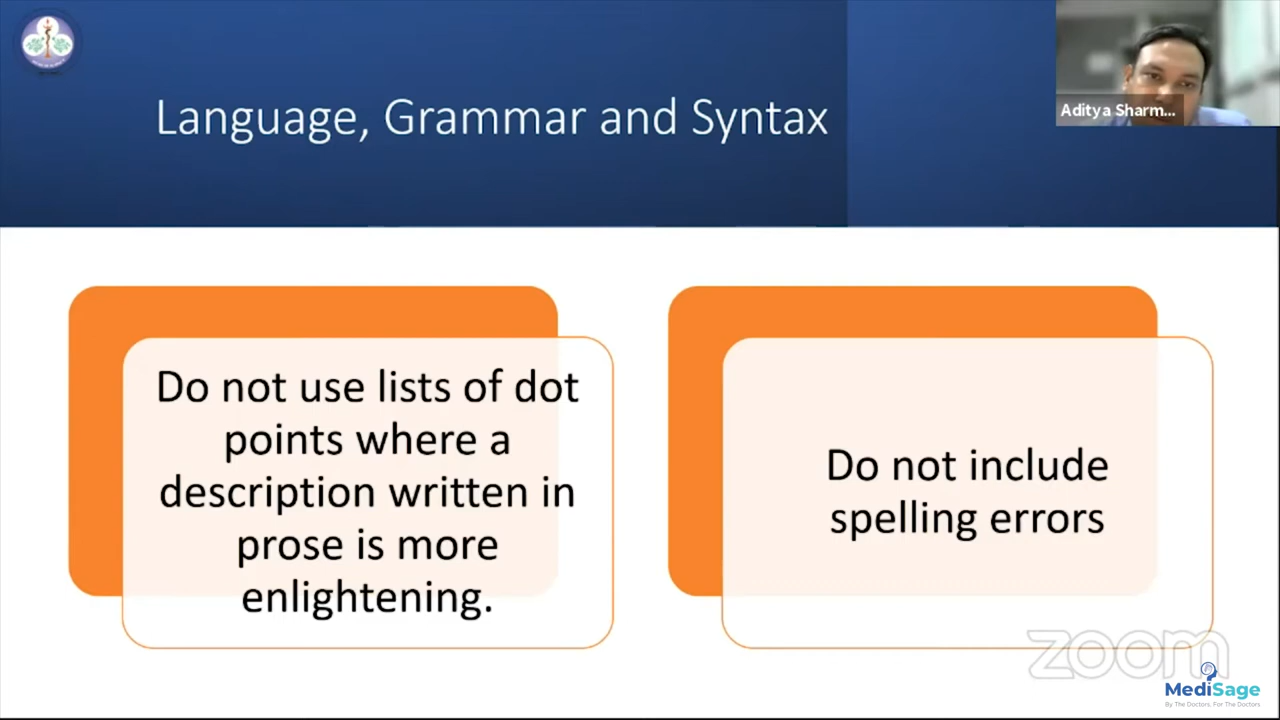 Language, Grammar and Syntax
Aditya Sharm...
Do not use lists of dot
points where a
description written in
prose is more
enlightening.
Do not include
spelling errors
zoom
MediSage
By The Doctors, For The Doctors